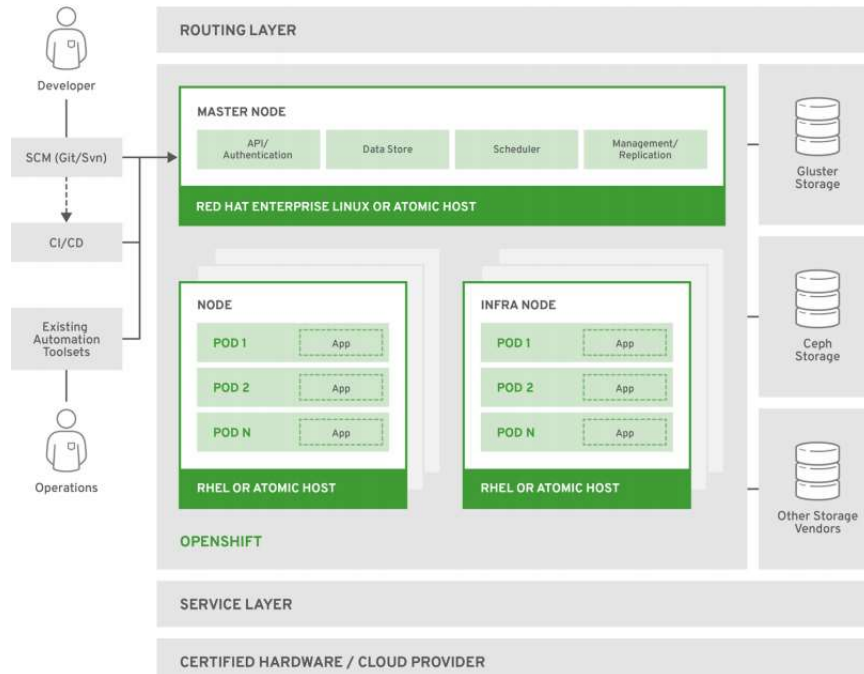 ROUTING LAYER
Developer
SCM (Git/Svn)
CI/CD
Existing
Automation
Toolsets
Operations
MASTER NODE
API/
Authentication
Data Store
Scheduler
Management/
Replication
RED HAT ENTERPRISE LINUX OR ATOMIC HOST
NODE
POD 1
App
POD 2
App
POD N
App
RHEL OR ATOMIC HOST
INFRA NODE
POD 1
App
POD 2
App
POD N
App
RHEL OR ATOMIC HOST
OPENSHIFT
Gluster
Storage
Ceph
Storage
Other Storage
Vendors
SERVICE LAYER
CERTIFIED HARDWARE / CLOUD PROVIDER